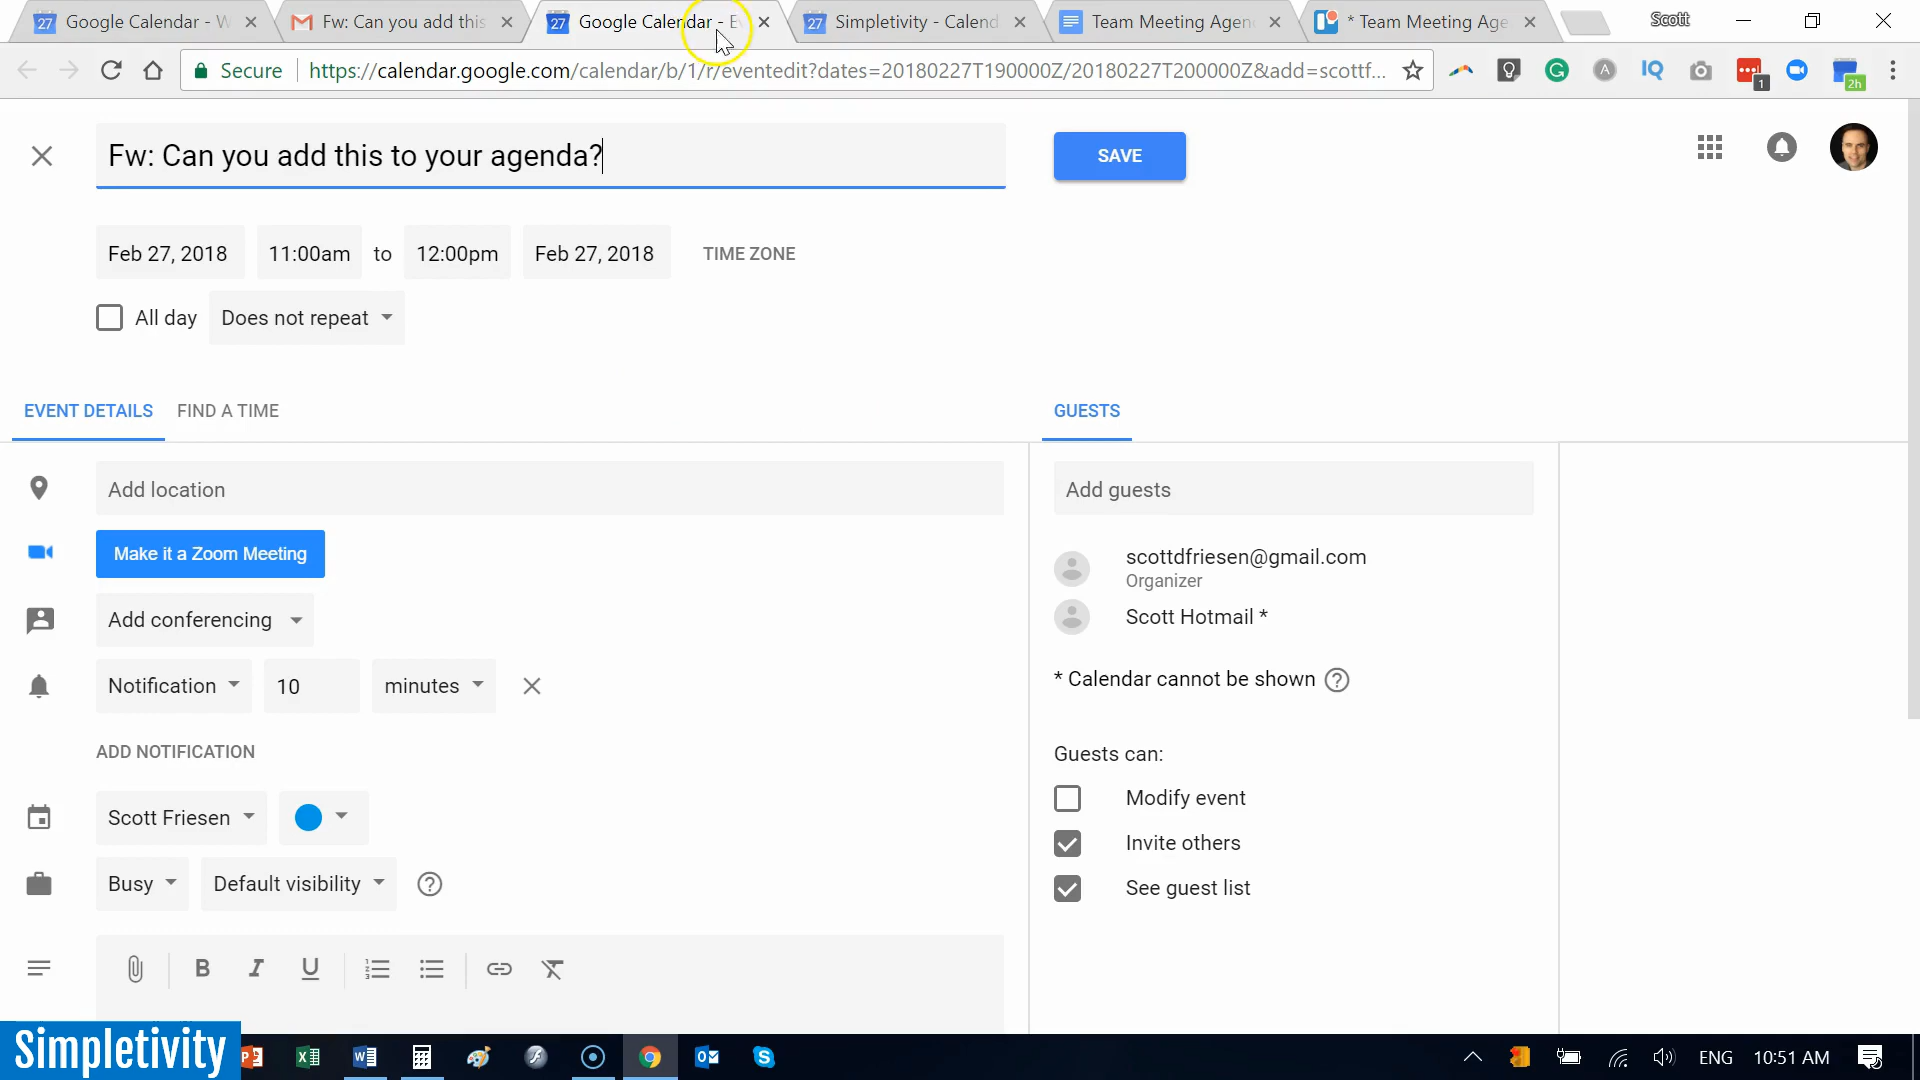 Google Calendar - W
Fw: Can you add this
Google Calendar - E
Simpletivity - Calend
Team Meeting Agen
* Team Meeting Age
Scott
Secure
https://calendar.google.com/calendar/b/1/r/eventedit?dates=20180227T190000Z/20180227T200000Z&add=scottf...
1
2h
Fw: Can you add this to your agenda?
SAVE
Feb 27, 2018
11:00am
to
12:00pm
Feb 27, 2018
TIME ZONE
All day
Does not repeat
EVENT DETAILS
FIND A TIME
GUESTS
Add location
Add guests
Make it a Zoom Meeting
scottdfriesen@gmail.com
Organizer
Add conferencing
Scott Hotmail *
Notification
10
minutes
* Calendar cannot be shown
ADD NOTIFICATION
Guests can:
Modify event
Scott Friesen
Invite others
Busy
Default visibility
See guest list
B I U
Simpletivity
ENG
10:51 AM